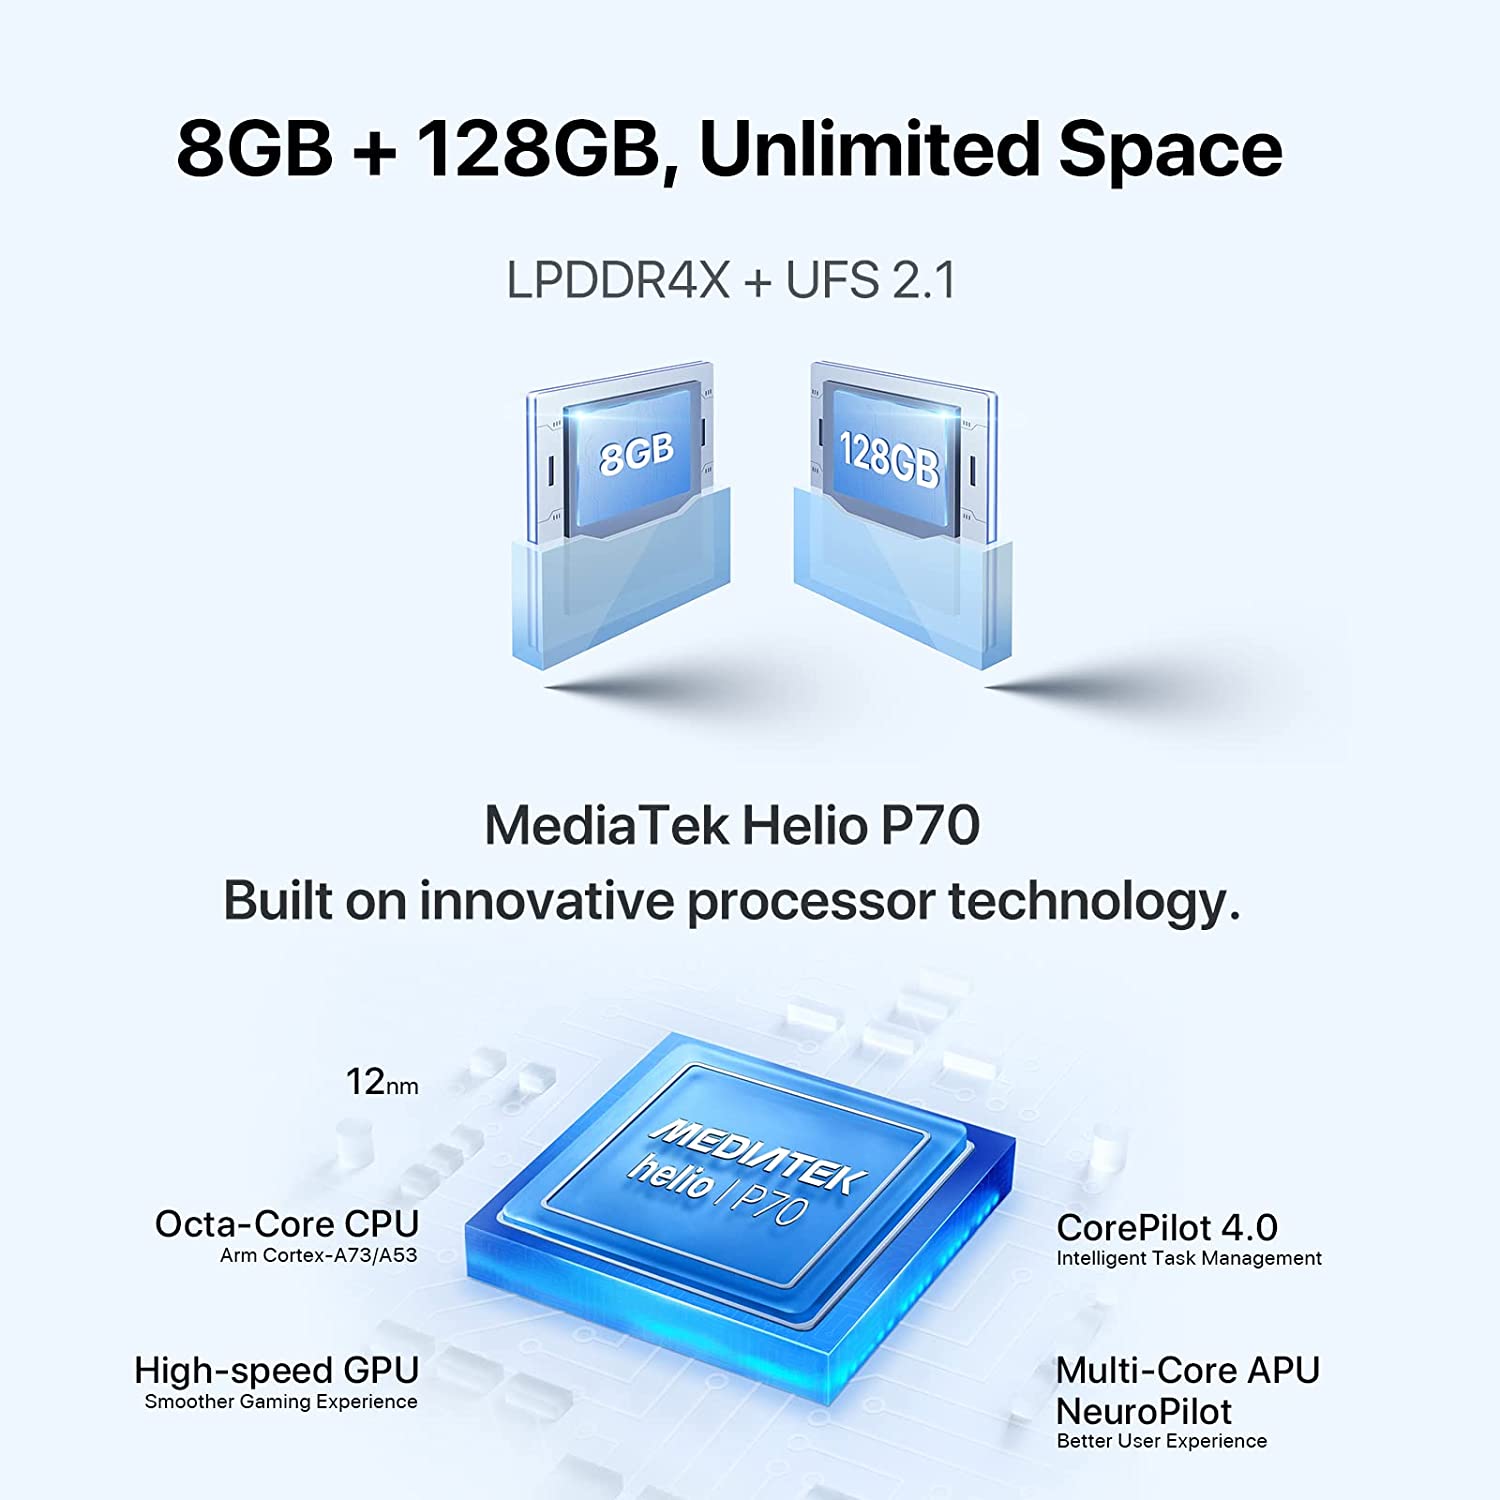 8GB + 128GB, Unlimited Space
LPDDR4X + UFS 2.1
8GB
128GB
MediaTek Helio P70
Built on innovative processor technology.
12nm
MEDIATEK
helio | P70
Octa-Core CPU
Arm Cortex-A73/A53
CorePilot 4.0
Intelligent Task Management
High-speed GPU
Smoother Gaming Experience
Multi-Core APU
NeuroPilot
Better User Experience